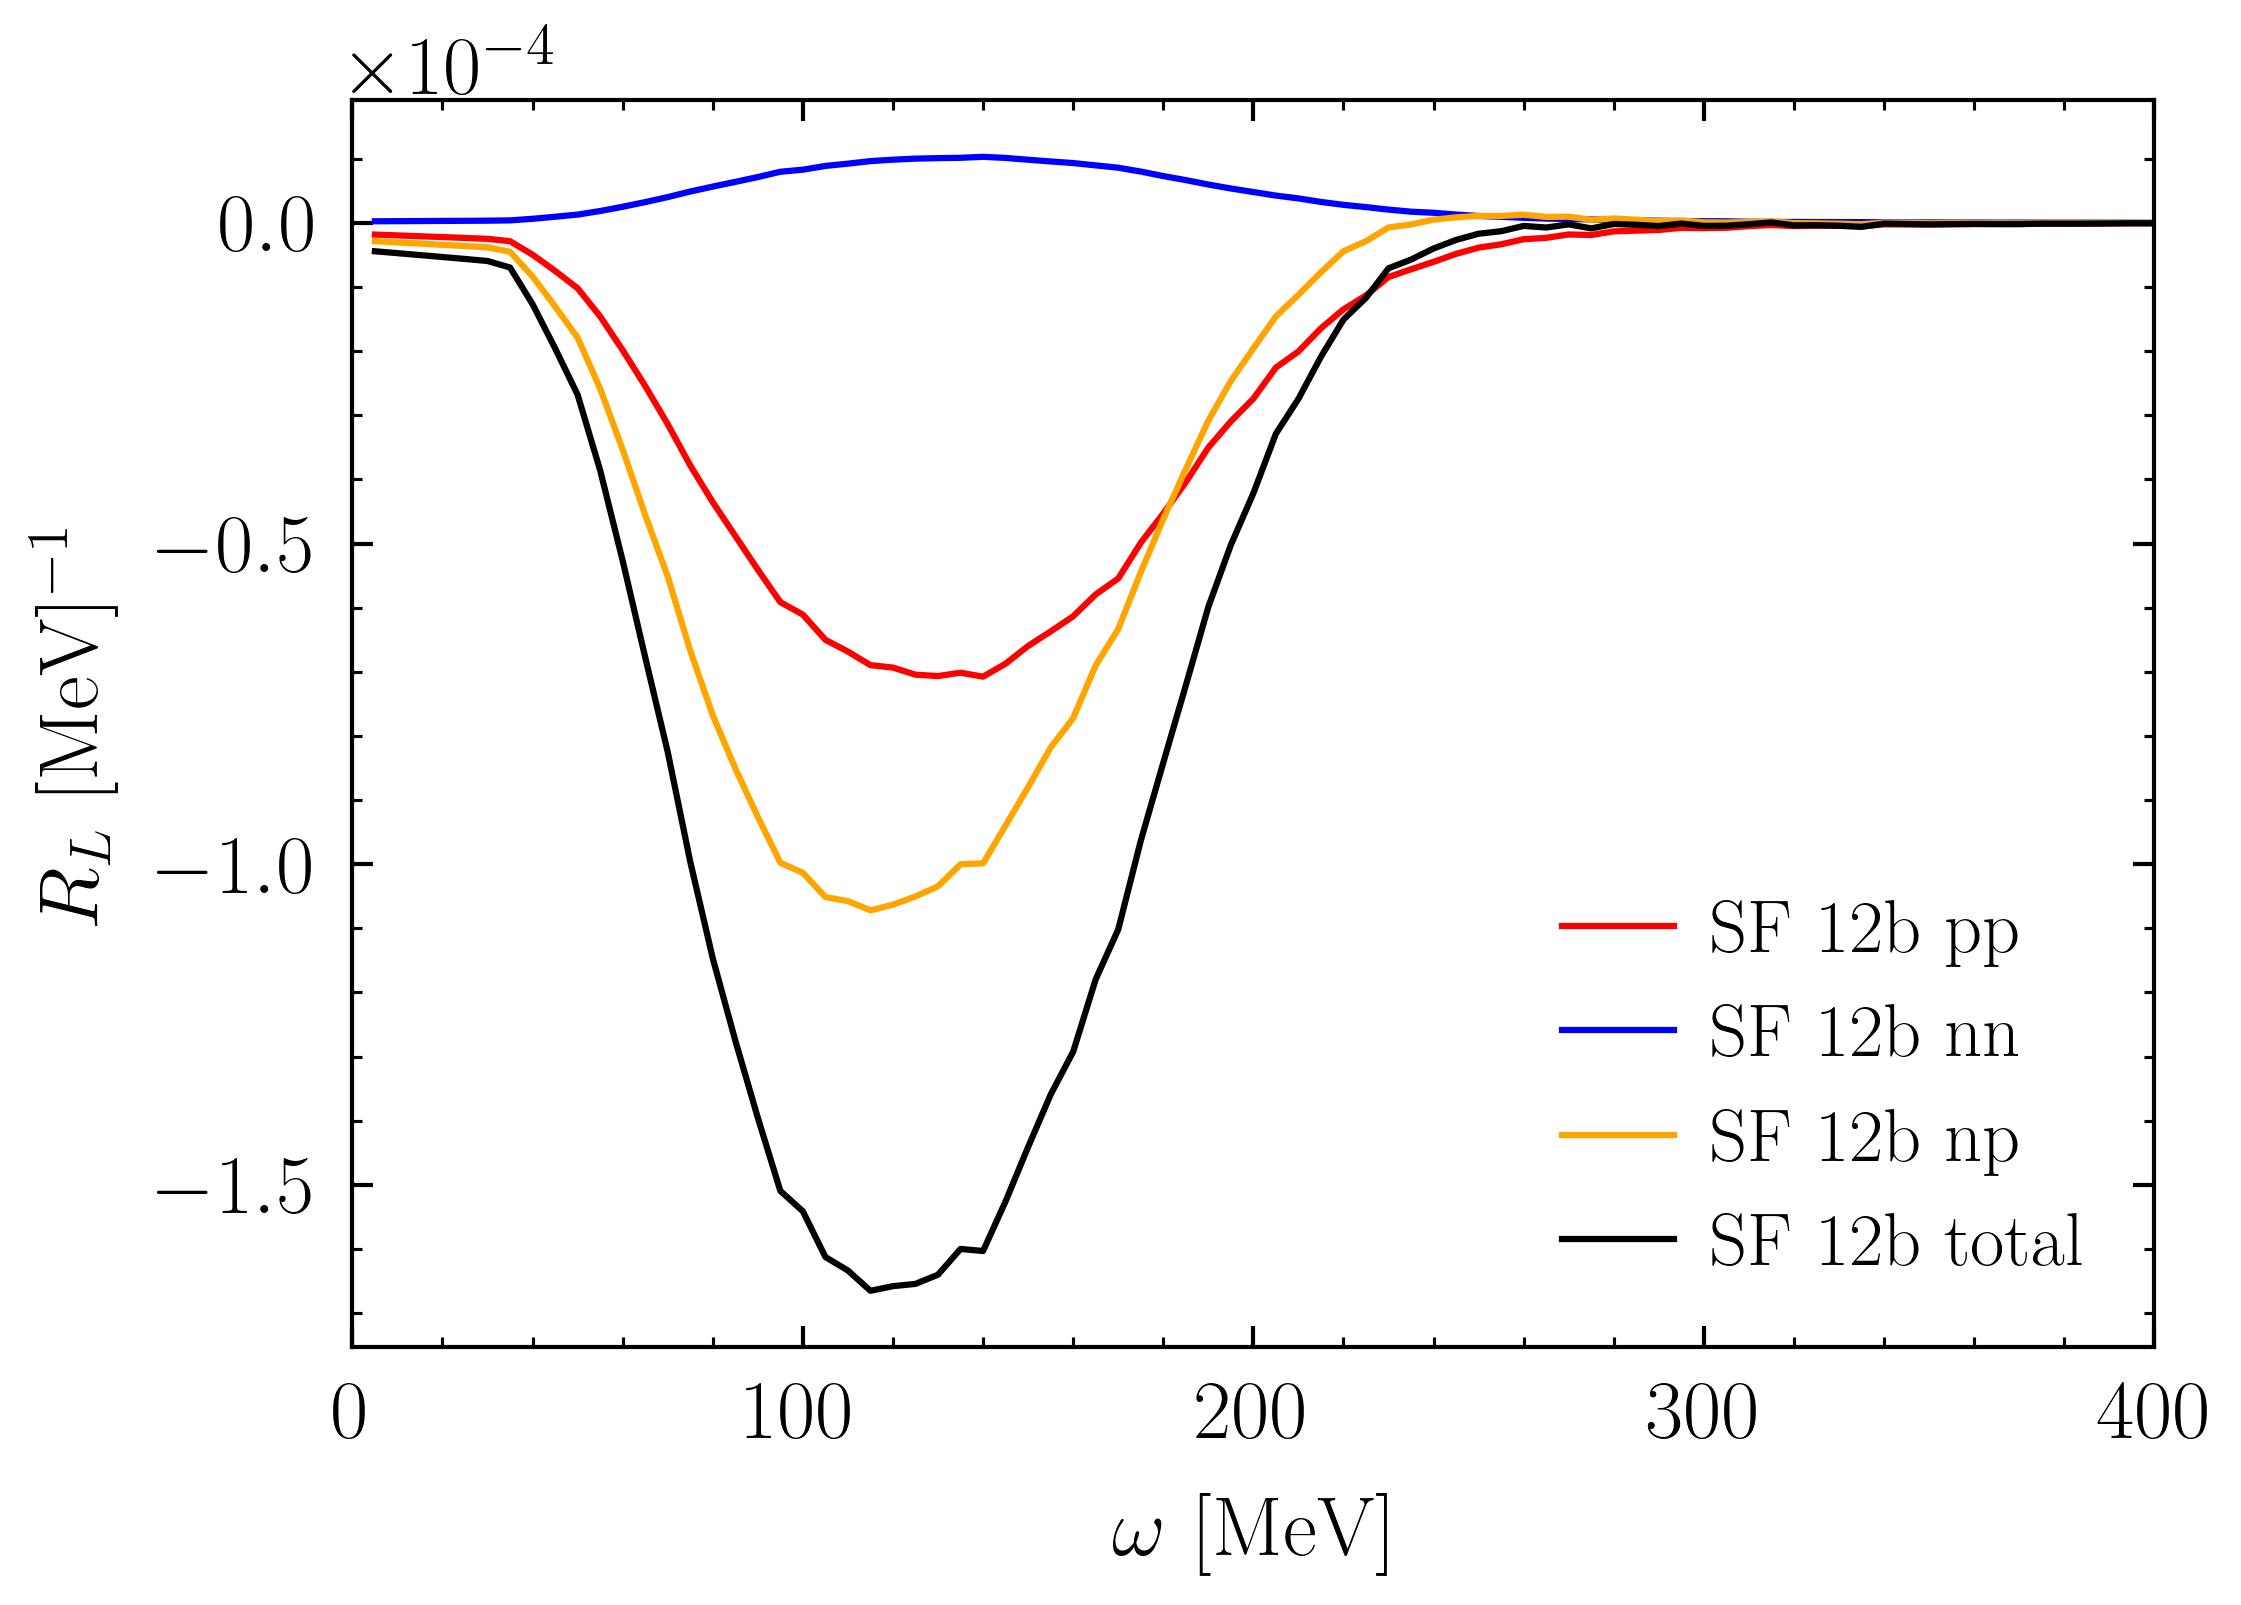 ×10⁻⁴
0.0
−0.5
−1.0
−1.5
R_L [MeV]⁻¹
0 100 200 300 400
ω [MeV]
SF 12b pp
SF 12b nn
SF 12b np
SF 12b total